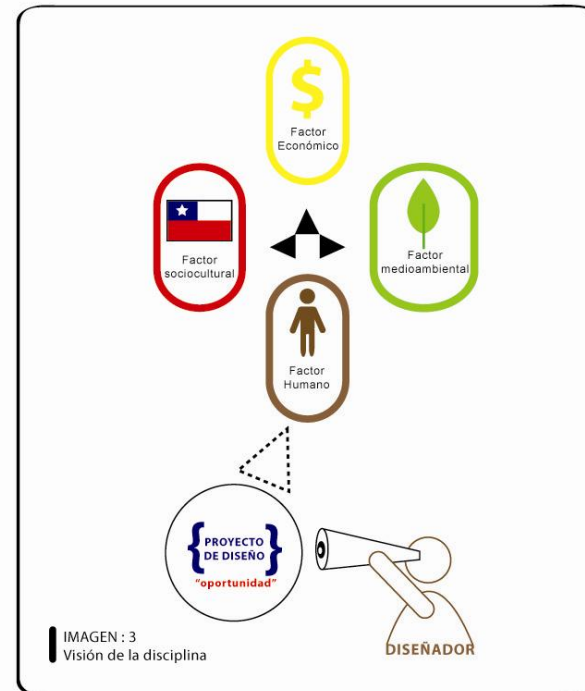 $
Factor
Económico
Factor
sociocultural
Factor
medioambiental
Factor
Humano
{PROYECTO
DE DISEÑO}
"oportunidad"
DISEÑADOR
IMAGEN : 3
Visión de la disciplina